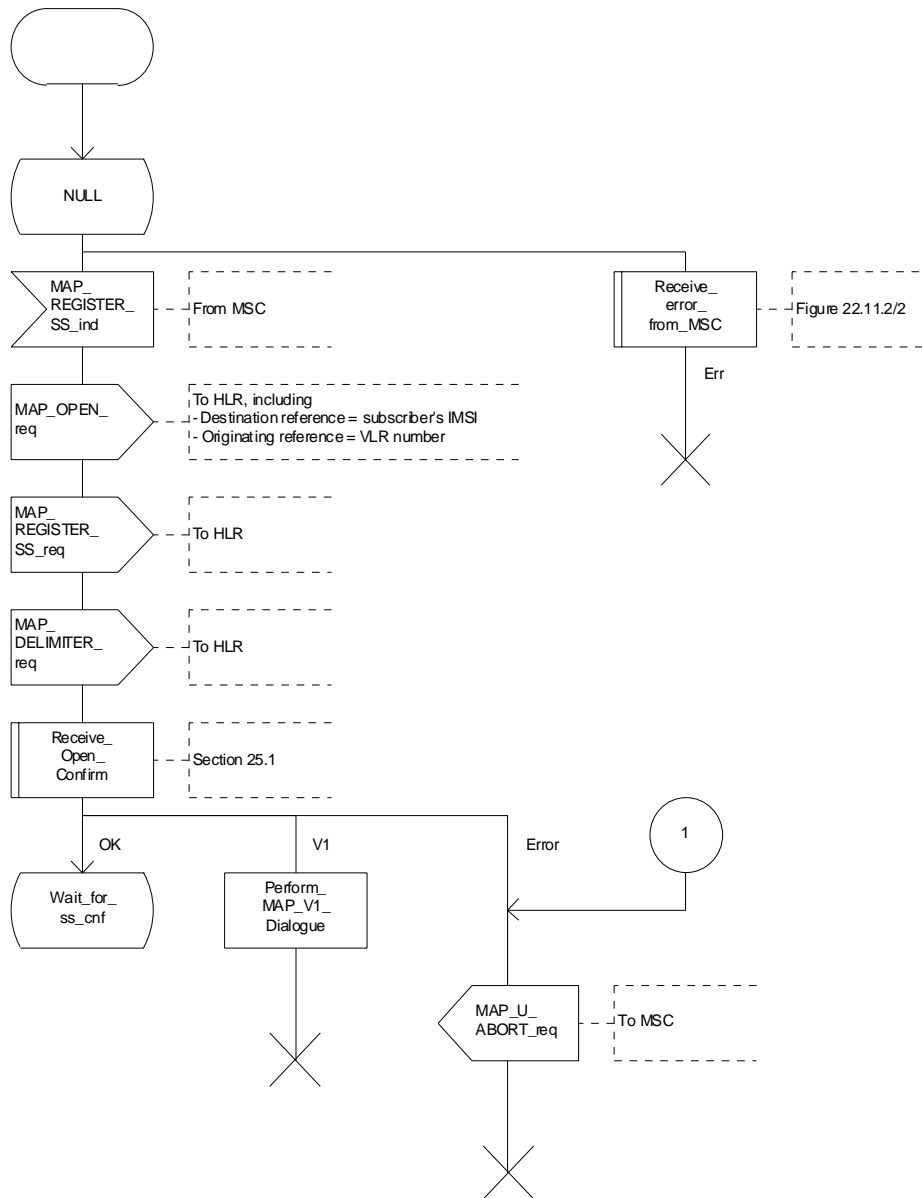 NULL
MAP_
REGISTER_
SS_ind
From MSC
Receive_
error_
from_MSC
Figure 22.11.2/2
Err
MAP_OPEN_
req
To HLR, including
- Destination reference = subscriber's IMSI
- Originating reference = VLR number
MAP_
REGISTER_
SS_req
To HLR
MAP_
DELIMITER_
req
To HLR
Receive_
Open_
Confirm
Section 25.1
OK
V1
Error
1
Wait_for_
ss_cnf
Perform_
MAP_V1_
Dialogue
MAP_U_
ABORT_req
To MSC